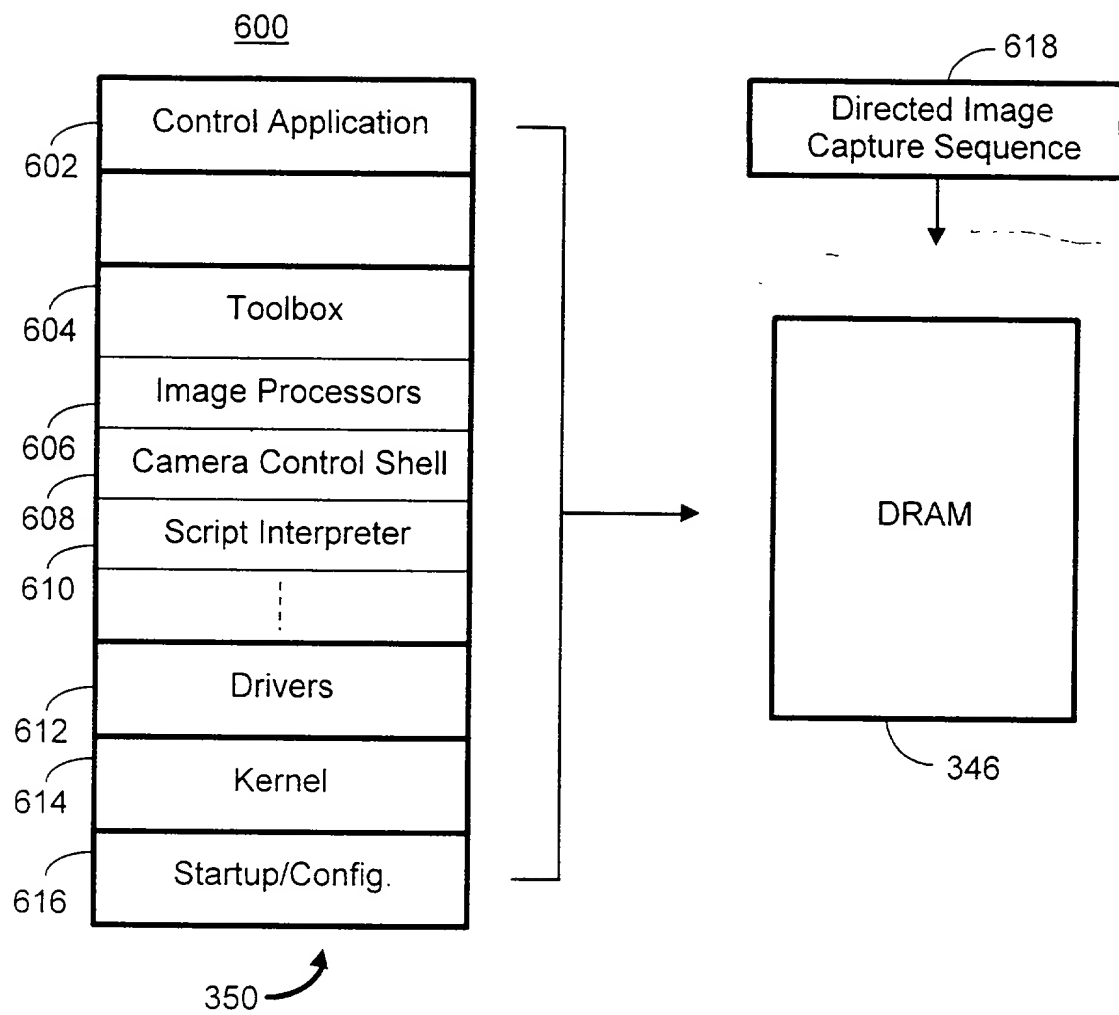 600
Control Application
602
Toolbox
604
Image Processors
606
Camera Control Shell
608
Script Interpreter
610
Drivers
612
Kernel
614
Startup/Config.
616
350
618
Directed Image
Capture Sequence
DRAM
346